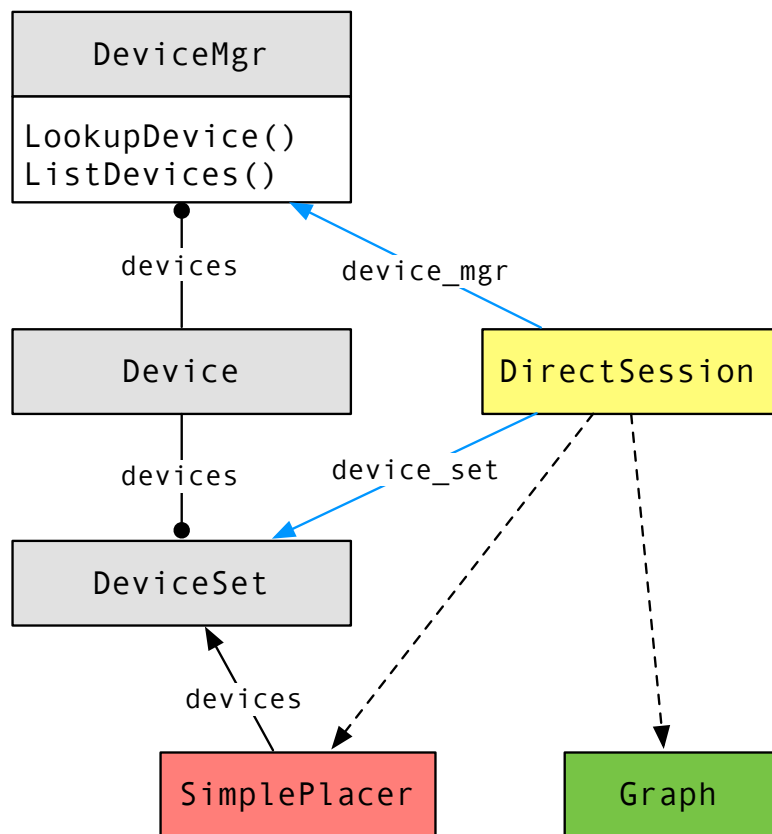 DeviceMgr
LookupDevice()
ListDevices()
devices
device_mgr
Device
DirectSession
devices
device_set
DeviceSet
devices
SimplePlacer
Graph